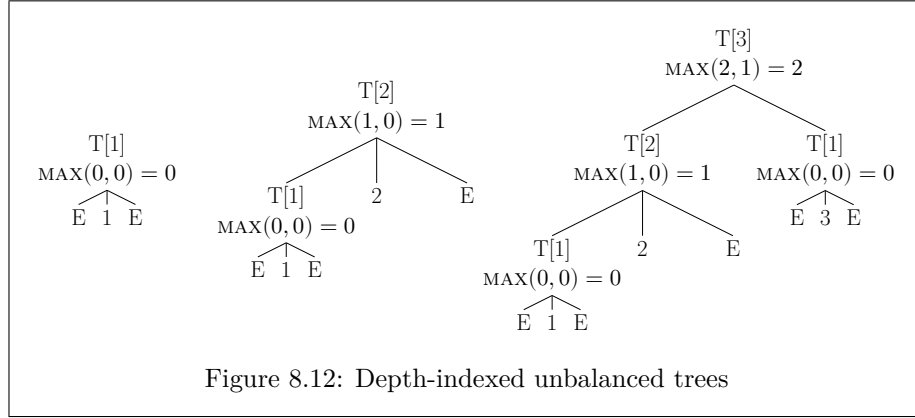 T[3]
MAX(2, 1) = 2
T[2]
MAX(1, 0) = 1
T[1]
MAX(0, 0) = 0
E 1 E
T[2]
MAX(1, 0) = 1
T[1]
MAX(0, 0) = 0
T[1]
MAX(0, 0) = 0
2
E
E 3 E
E 1 E
T[1]
MAX(0, 0) = 0
2
E
E 1 E
Figure 8.12: Depth-indexed unbalanced trees